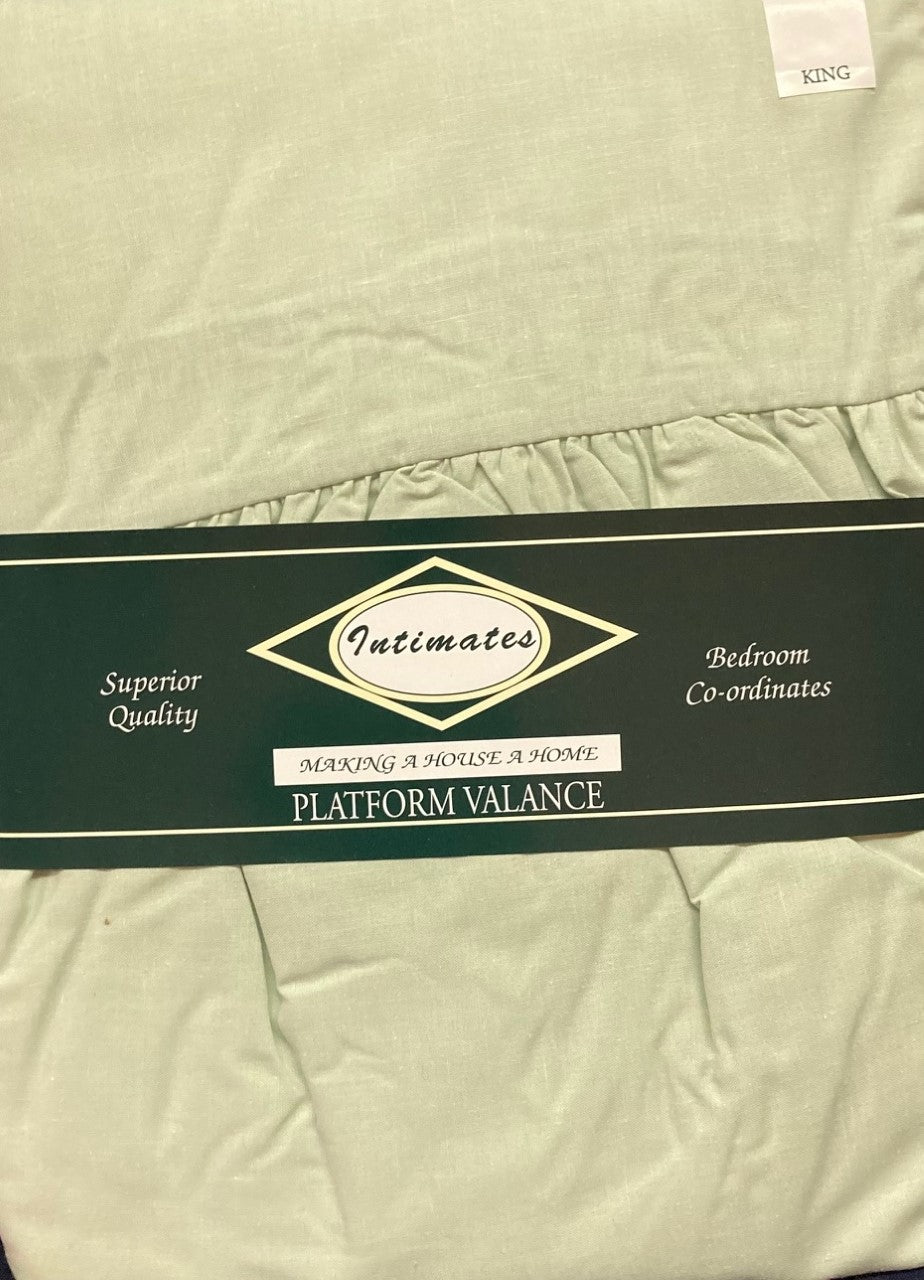 KING
Intimates
Superior
Quality
Bedroom
Co-ordinates
MAKING A HOUSE A HOME
PLATFORM VALANCE